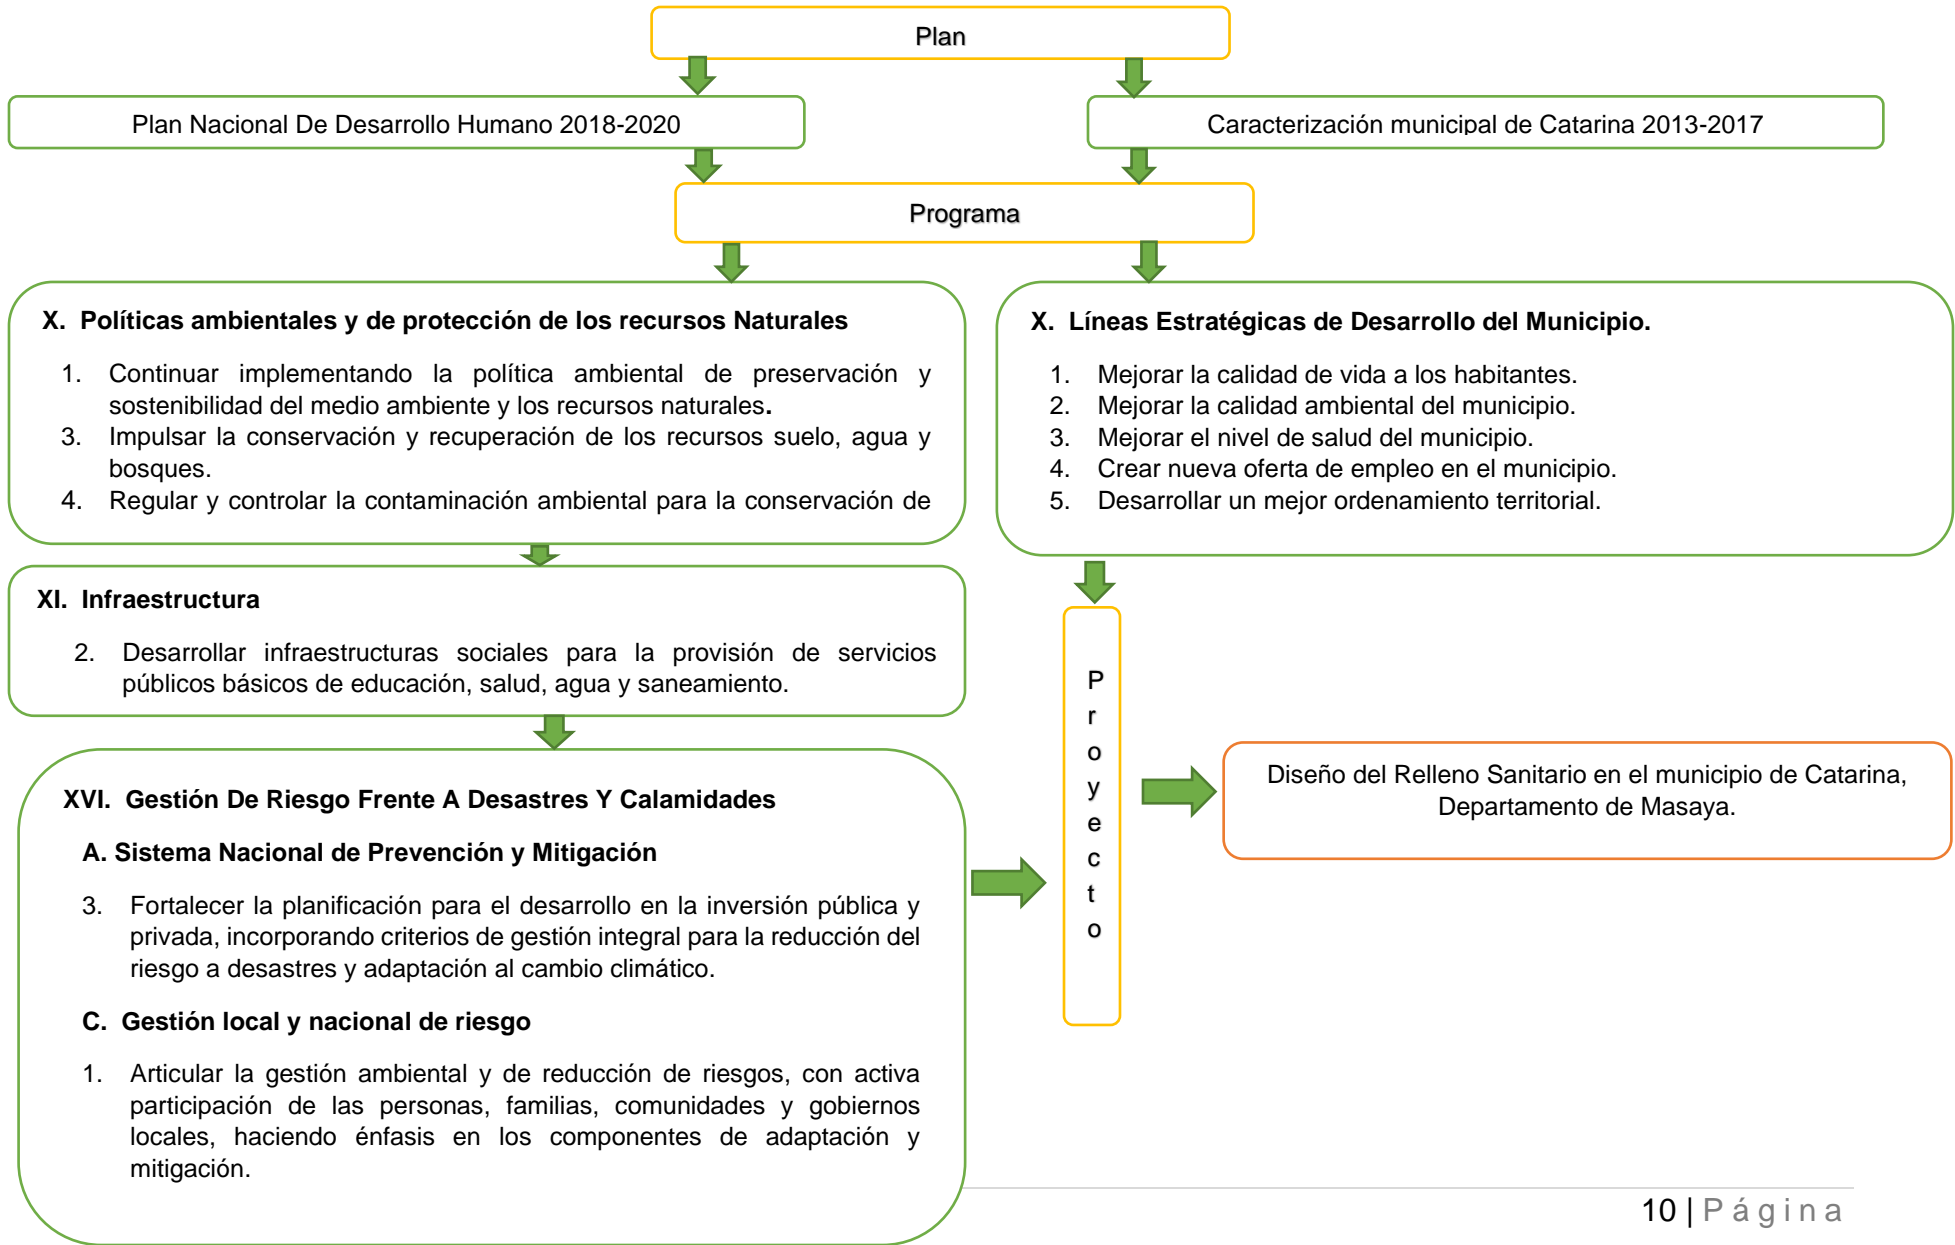 Plan
Plan Nacional De Desarrollo Humano 2018-2020
Caracterización municipal de Catarina 2013-2017
Programa
X. Políticas ambientales y de protección de los recursos Naturales
1. Continuar implementando la política ambiental de preservación y
sostenibilidad del medio ambiente y los recursos naturales.
3. Impulsar la conservación y recuperación de los recursos suelo, agua y
bosques.
4. Regular y controlar la contaminación ambiental para la conservación de
X. Líneas Estratégicas de Desarrollo del Municipio.
1. Mejorar la calidad de vida a los habitantes.
2. Mejorar la calidad ambiental del municipio.
3. Mejorar el nivel de salud del municipio.
4. Crear nueva oferta de empleo en el municipio.
5. Desarrollar un mejor ordenamiento territorial.
XI. Infraestructura
2. Desarrollar infraestructuras sociales para la provisión de servicios
públicos básicos de educación, salud, agua y saneamiento.
XVI. Gestión De Riesgo Frente A Desastres Y Calamidades
A. Sistema Nacional de Prevención y Mitigación
3. Fortalecer la planificación para el desarrollo en la inversión pública y
privada, incorporando criterios de gestión integral para la reducción del
riesgo a desastres y adaptación al cambio climático.
C. Gestión local y nacional de riesgo
1. Articular la gestión ambiental y de reducción de riesgos, con activa
participación de las personas, familias, comunidades y gobiernos
locales, haciendo énfasis en los componentes de adaptación y
mitigación.
Proyecto
Diseño del Relleno Sanitario en el municipio de Catarina,
Departamento de Masaya.
10 | Página